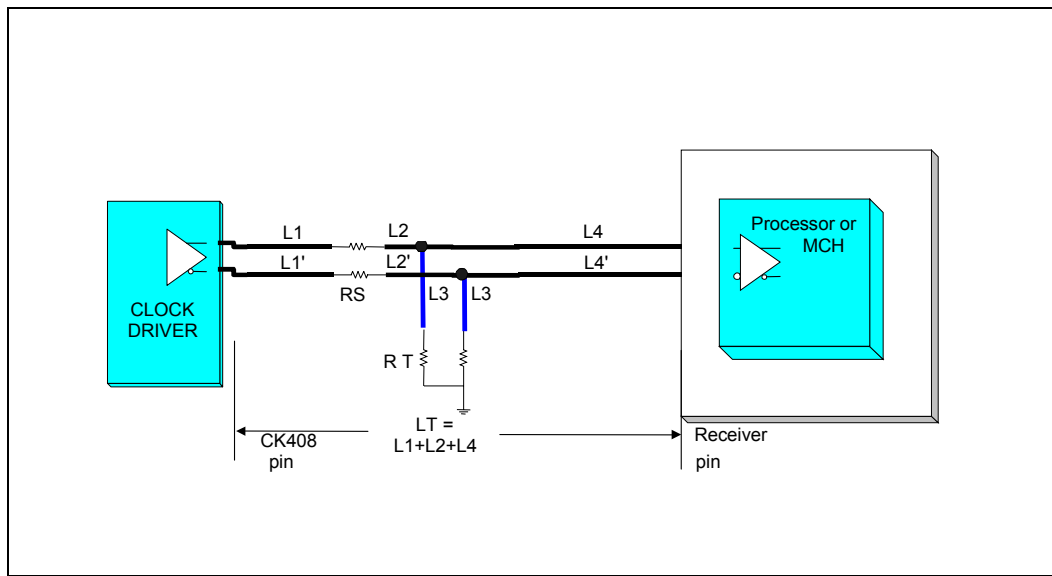 L1
L2
L4
L1'
L2'
L4'
RS
L3
L3
R T
CLOCK
DRIVER
Processor or
MCH
LT =
L1+L2+L4
CK408
pin
Receiver
pin